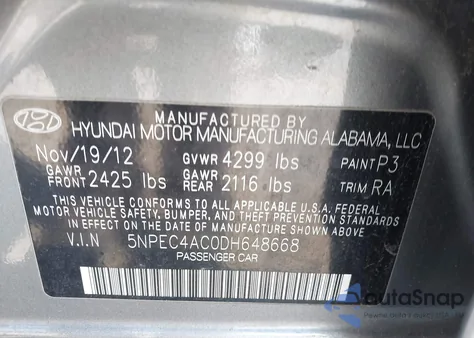 MANUFACTURED BY
HYUNDAI MOTOR MANUFACTURING ALABAMA, LLC
Nov/19/12 GVWR 4299 lbs PAINT P3
GAWR FRONT 2425 lbs GAWR REAR 2116 lbs TRIM RA
THIS VEHICLE CONFORMS TO ALL APPLICABLE U.S.A FEDERAL
MOTOR VEHICLE SAFETY, BUMPER, AND THEFT PREVENTION
STANDARDS IN EFFECT ON THE DATE OF MANUFACTURE SHOWN ABOVE.
V.I.N 5NPEC4AC0DH648668
PASSENGER CAR
autoSnap